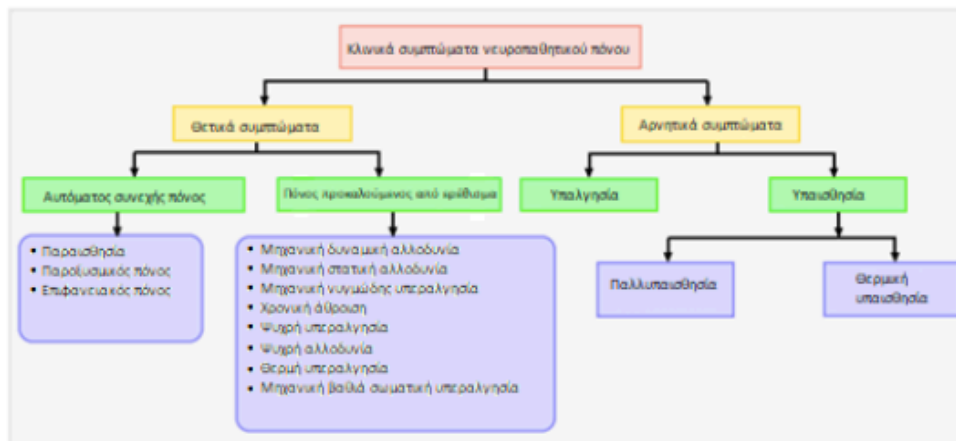 Κλινικά συμπτώματα νευροπαθητικού πόνου
Θετικά συμπτώματα
Αρνητικά συμπτώματα
Αυτόματος συνεχής πόνος
Πόνος προκαλούμενος από ερέθισμα
Υπαλγησία
Υπαισθησία
• Παραισθησία
• Παροξυσμικός πόνος
• Επιφανειακός πόνος
• Μηχανική δυναμική αλλοδυνία
• Μηχανική στατική αλλοδυνία
• Μηχανική νυγμώδης υπεραλγησία
• Χρονική άθροιση
• Ψυχρή υπεραλγησία
• Ψυχρή αλλοδυνία
• Θερμή υπεραλγησία
• Μηχανική βαθιά σωματική υπεραλγησία
Παλλυπαισθησία
Θερμική
υπαισθησία